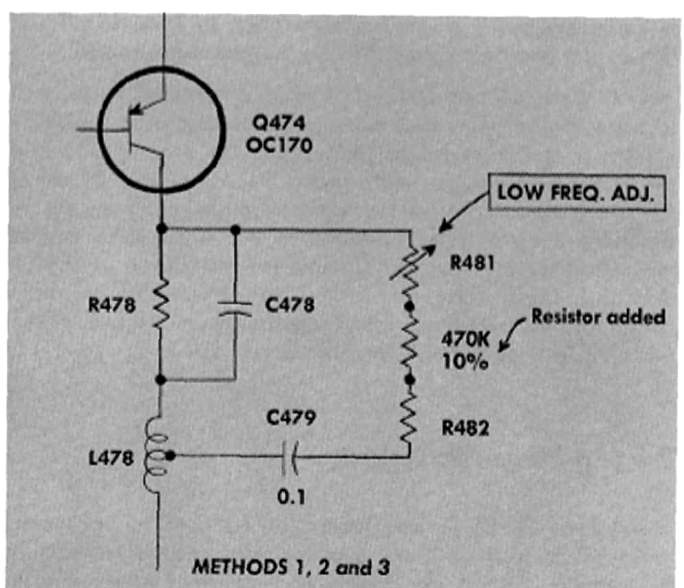 Q474
OC170
LOW FREQ. ADJ.
R481
R478
C478
Resistor added
470K
10%
C479
R482
L478
0.1
METHODS 1, 2 and 3